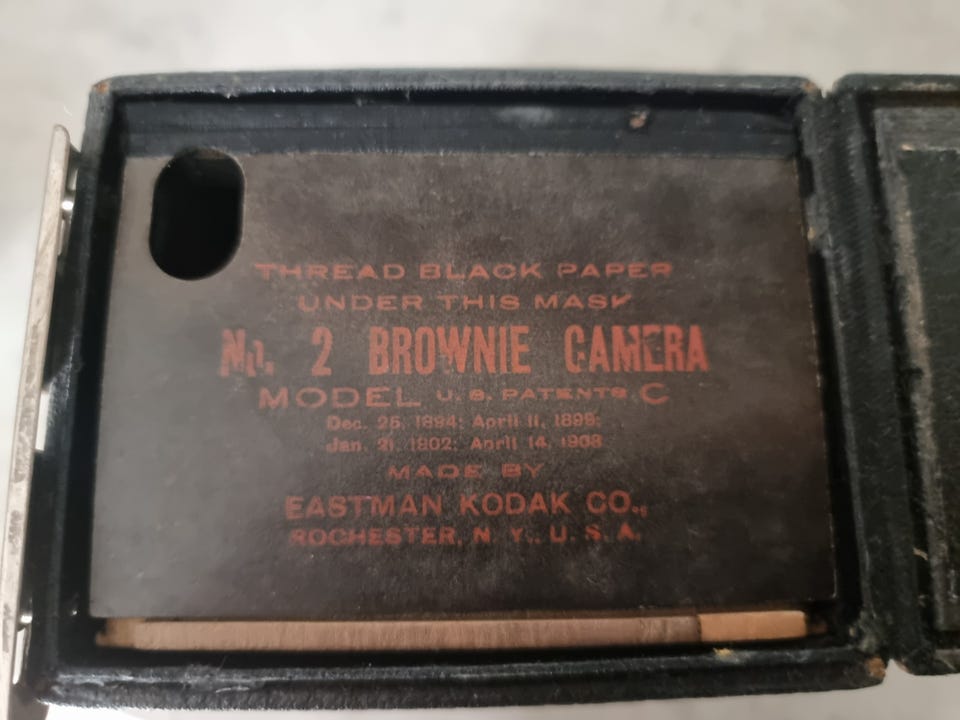 THREAD BLACK PAPER
UNDER THIS MASK
No. 2 BROWNIE CAMERA
MODEL U. S. PATENTS C
Dec. 25, 1894; April 11, 1899;
Jan. 21, 1902; April 14, 1908
MADE BY
EASTMAN KODAK CO.,
ROCHESTER, N. Y., U. S. A.